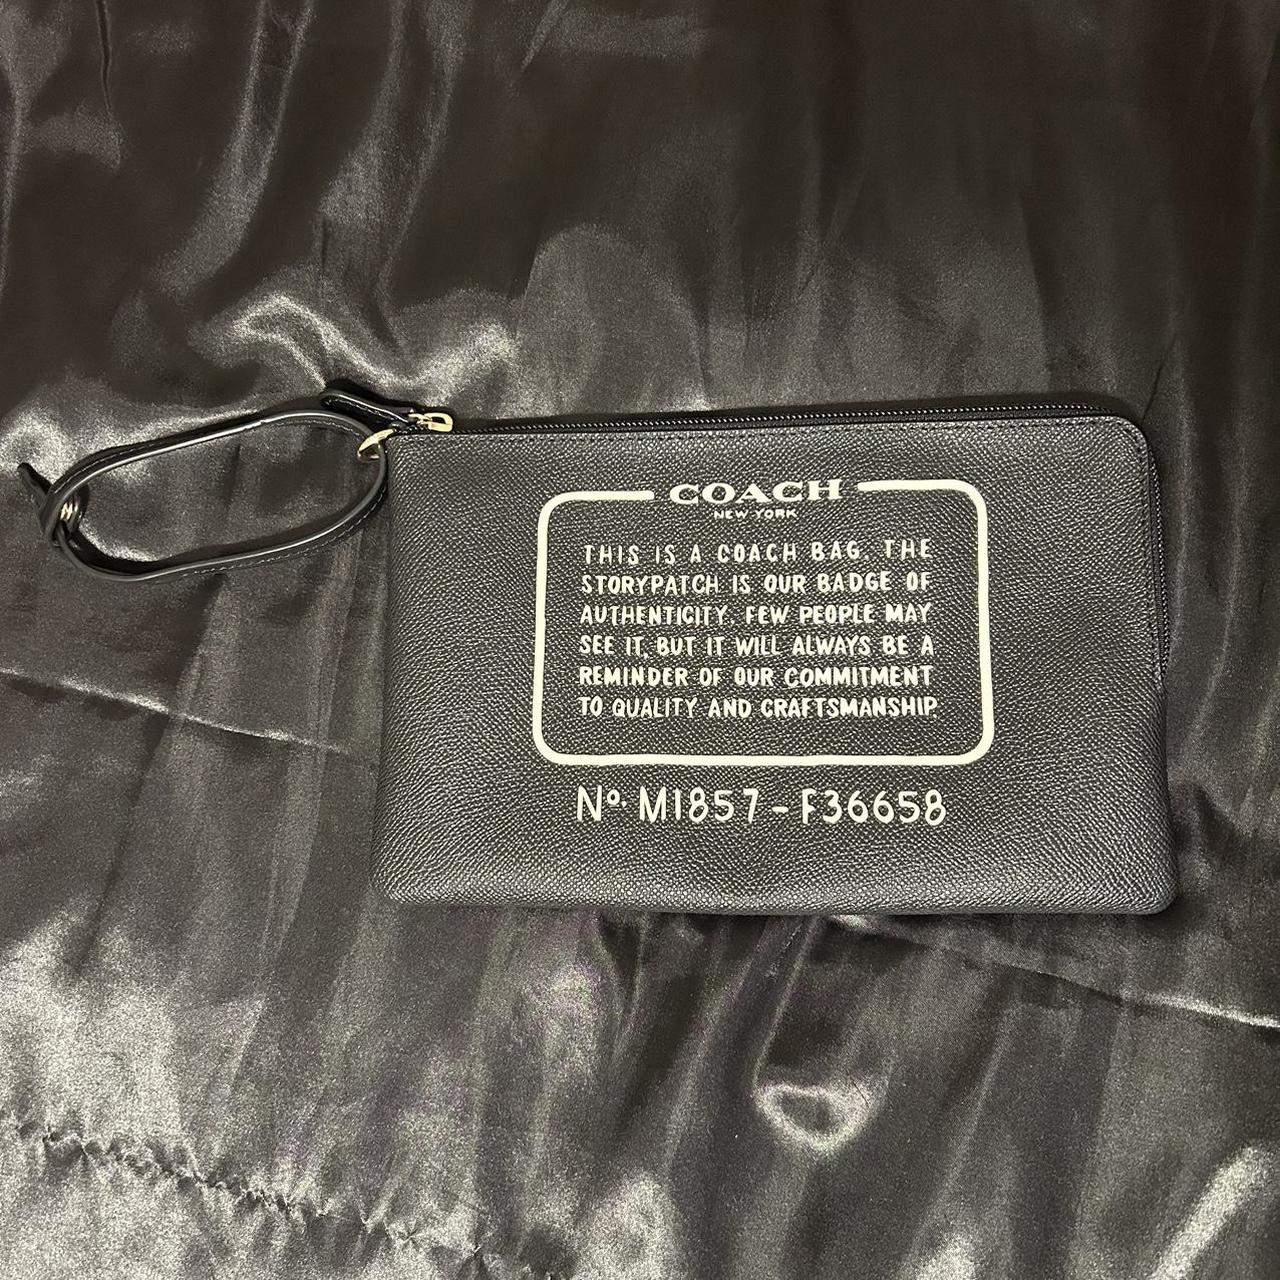 COACH
NEW YORK
THIS IS A COACH BAG. THE
STORYPATCH IS OUR BADGE OF
AUTHENTICITY. FEW PEOPLE MAY
SEE IT, BUT IT WILL ALWAYS BE A
REMINDER OF OUR COMMITMENT
TO QUALITY AND CRAFTSMANSHIP.
Nº. M1857-F36658